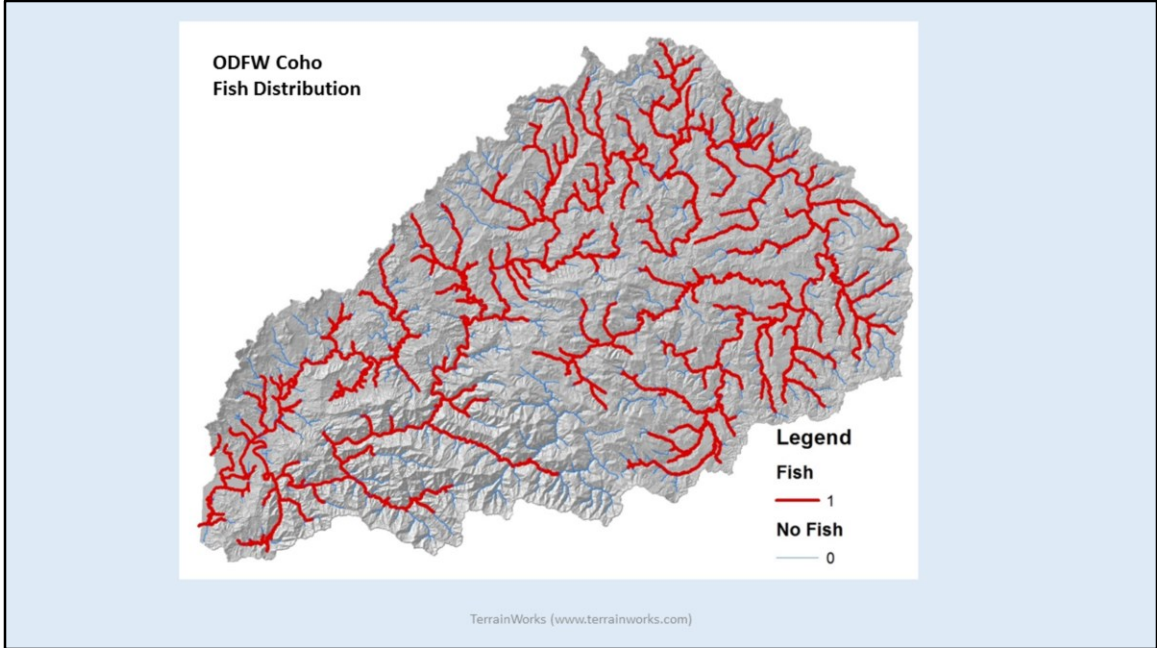 ODFW Coho
Fish Distribution
Legend
Fish
1
No Fish
0
TerrainWorks (www.terrainworks.com)